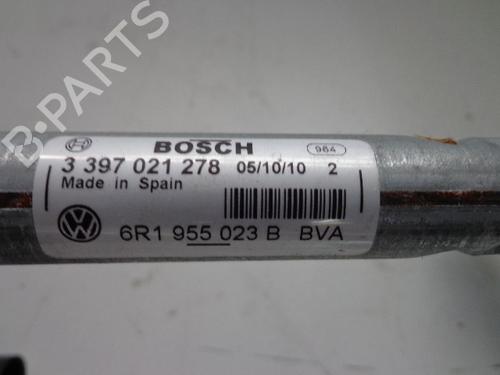 B-PARTS
BOSCH 984
3 397 021 278 05/10/10 2
Made in Spain
6R1 955 023 B BVA